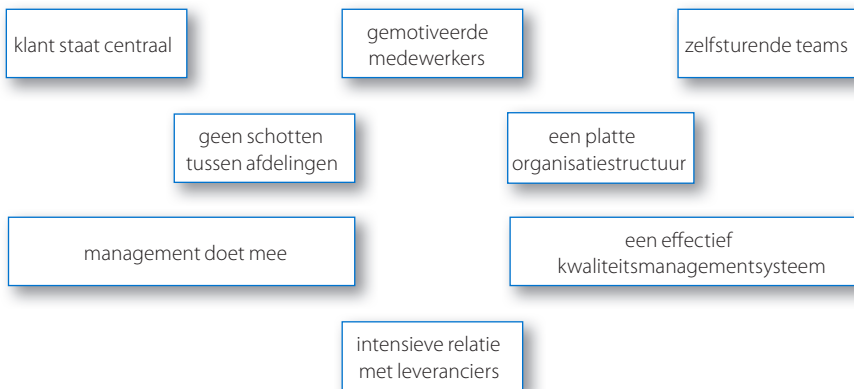 klant staat centraal
gemotiveerde
medewerkers
zelfsturende teams
geen schotten
tussen afdelingen
een platte
organisatiestructuur
management doet mee
een effectief
kwaliteitsmanagementsysteem
intensieve relatie
met leveranciers